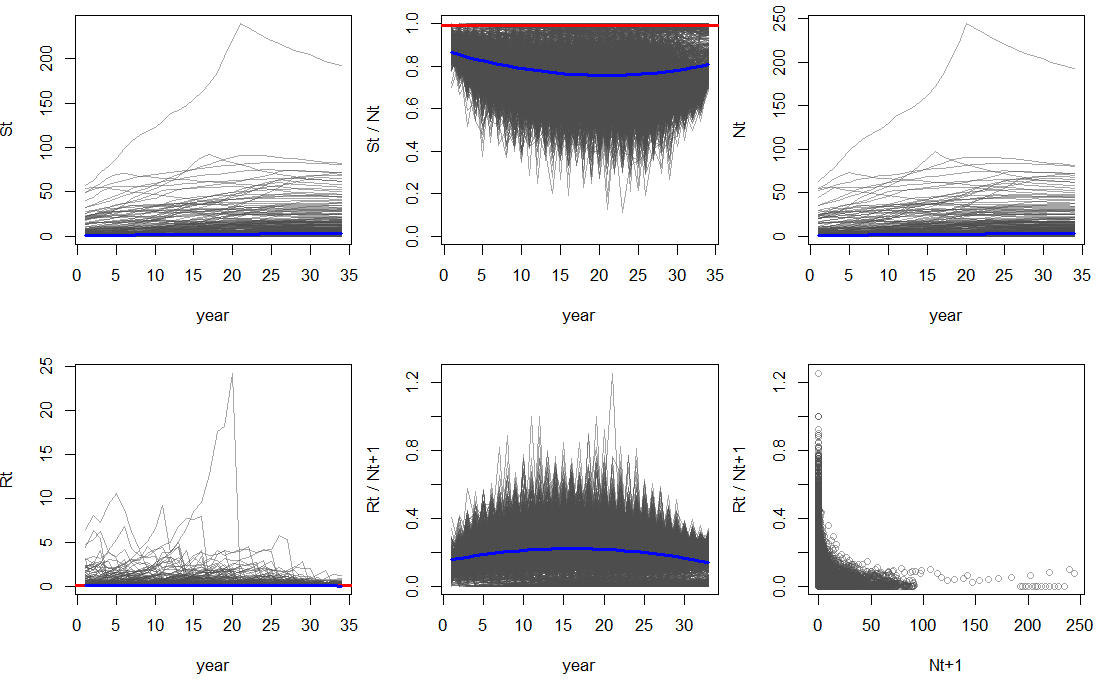 St
0 50 100 150 200
0 5 10 15 20 25 30 35
year
St / Nt
0.0 0.2 0.4 0.6 0.8 1.0
0 5 10 15 20 25 30 35
year
Nt
0 50 100 150 200 250
0 5 10 15 20 25 30 35
year
Rt
0 5 10 15 20 25
0 5 10 15 20 25 30 35
year
Rt / Nt+1
0.0 0.4 0.8 1.2
0 5 10 15 20 25 30
year
Rt / Nt+1
0.0 0.4 0.8 1.2
0 50 100 150 200 250
Nt+1